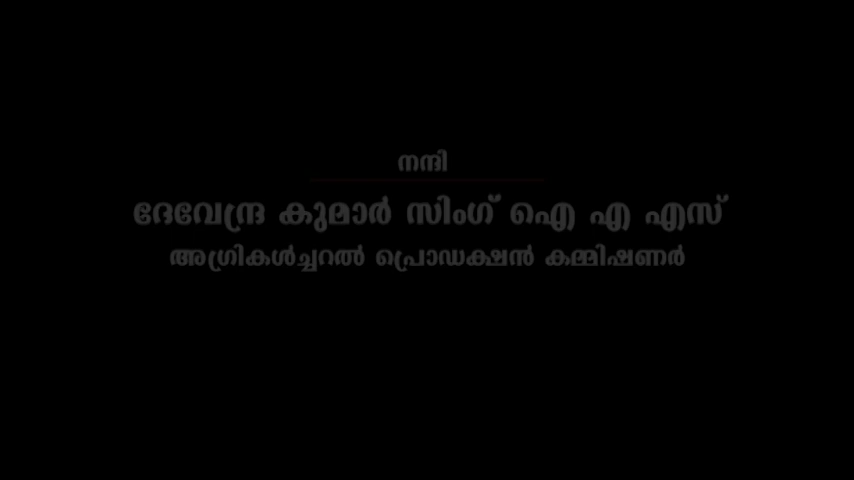 നന്ദി
ദേവേന്ദ്ര കുമാർ സിംഗ് ഐ എ എസ്
അഗ്രികൾച്ചറൽ പ്രൊഡക്ഷൻ കമ്മിഷണർ